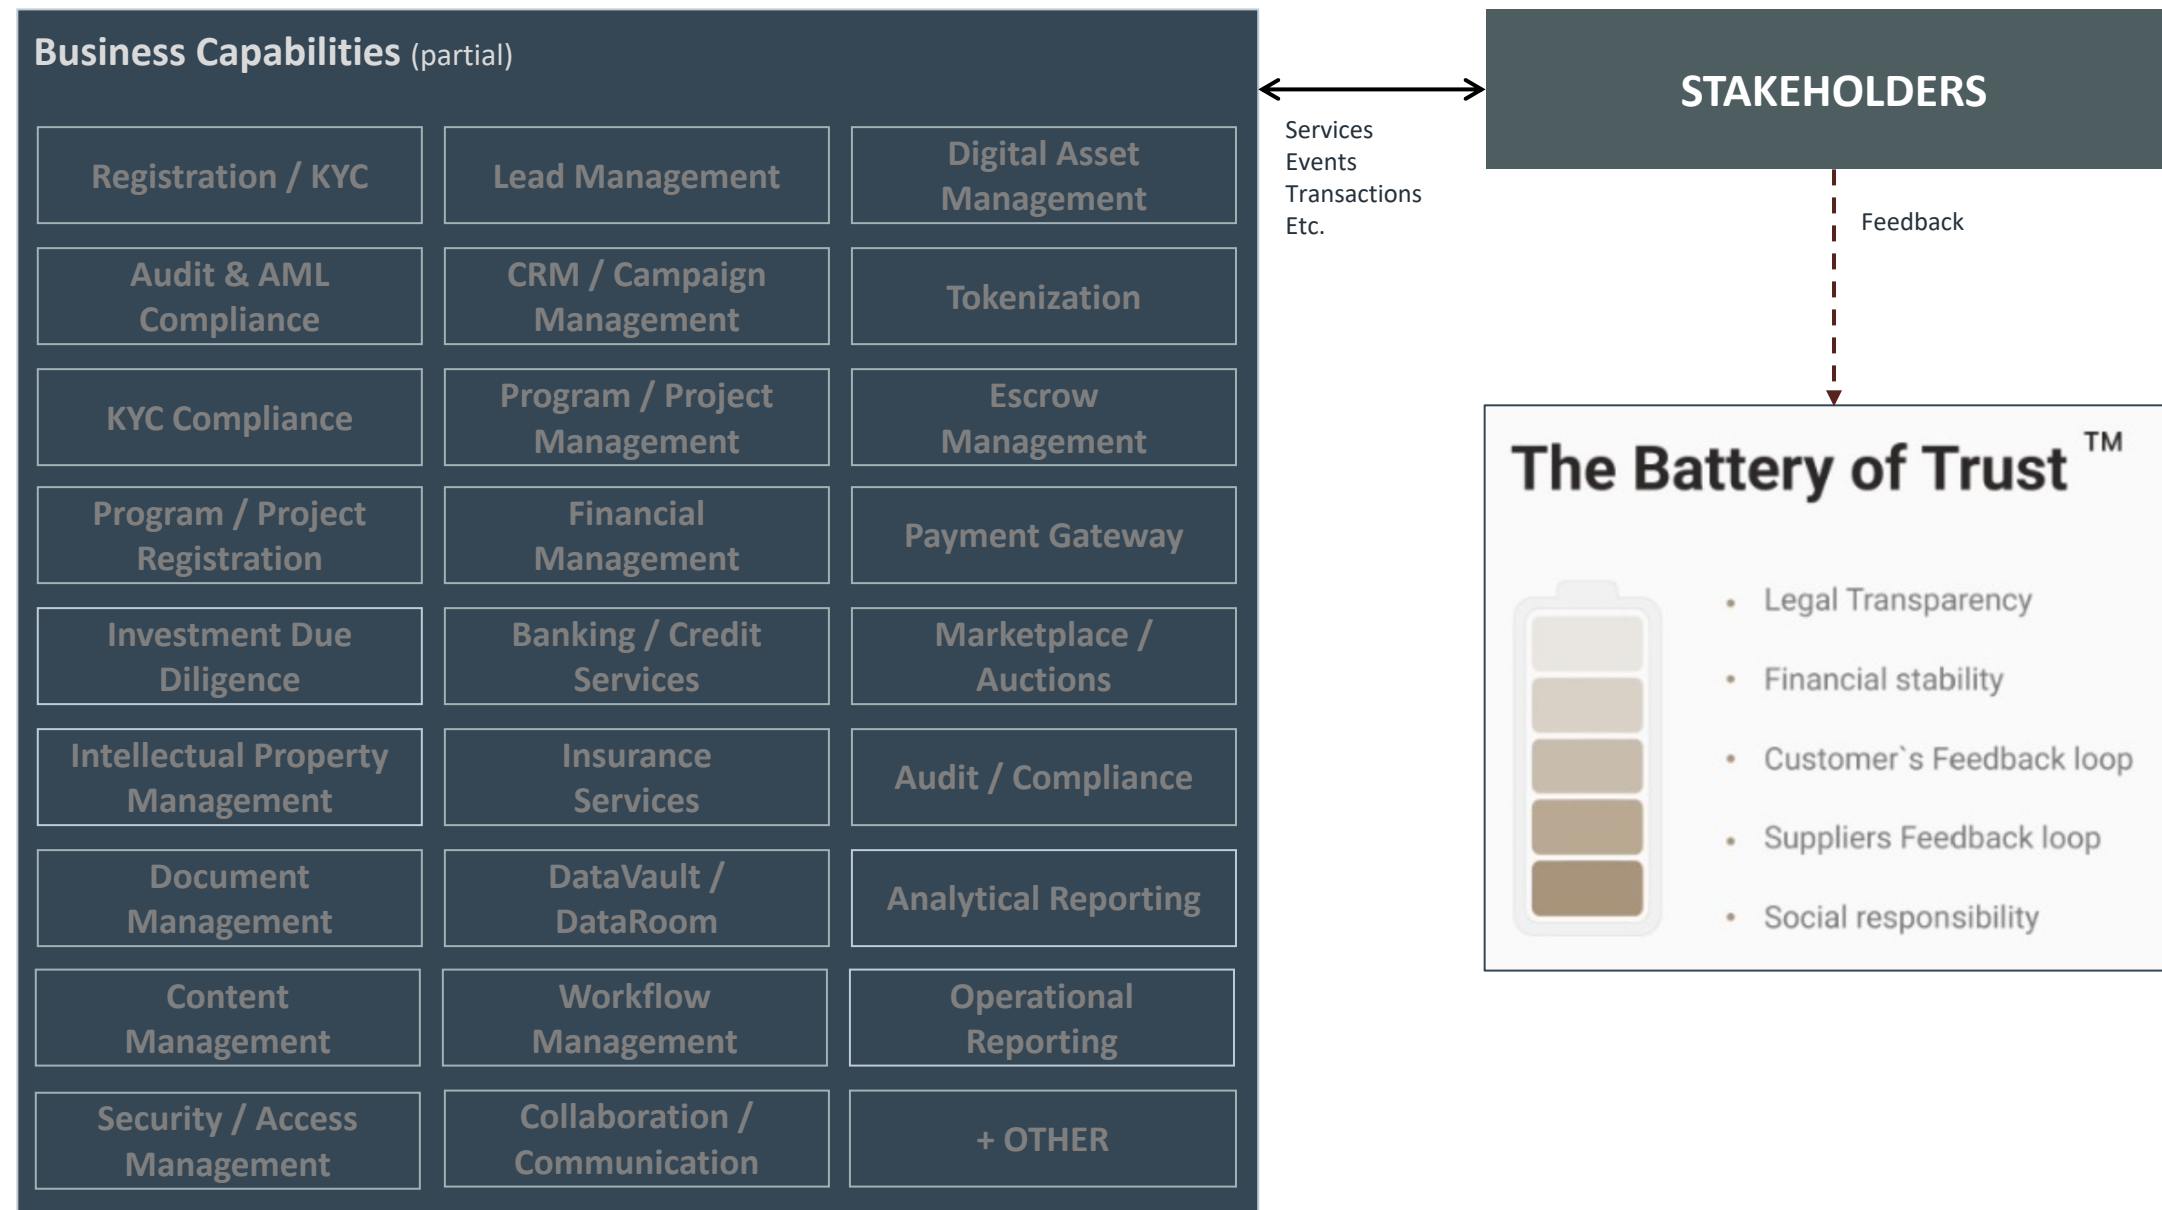 Business Capabilities (partial)
Registration / KYC
Lead Management
Digital Asset
Management
Audit & AML
Compliance
CRM / Campaign
Management
Tokenization
KYC Compliance
Program / Project
Management
Escrow
Management
Program / Project
Registration
Financial
Management
Payment Gateway
Investment Due
Diligence
Banking / Credit
Services
Marketplace /
Auctions
Intellectual Property
Management
Insurance
Services
Audit / Compliance
Document
Management
DataVault /
DataRoom
Analytical Reporting
Content
Management
Workflow
Management
Operational
Reporting
Security / Access
Management
Collaboration /
Communication
+ OTHER
Services
Events
Transactions
Etc.
STAKEHOLDERS
Feedback
The Battery of Trust ™
• Legal Transparency
• Financial stability
• Customer`s Feedback loop
• Suppliers Feedback loop
• Social responsibility